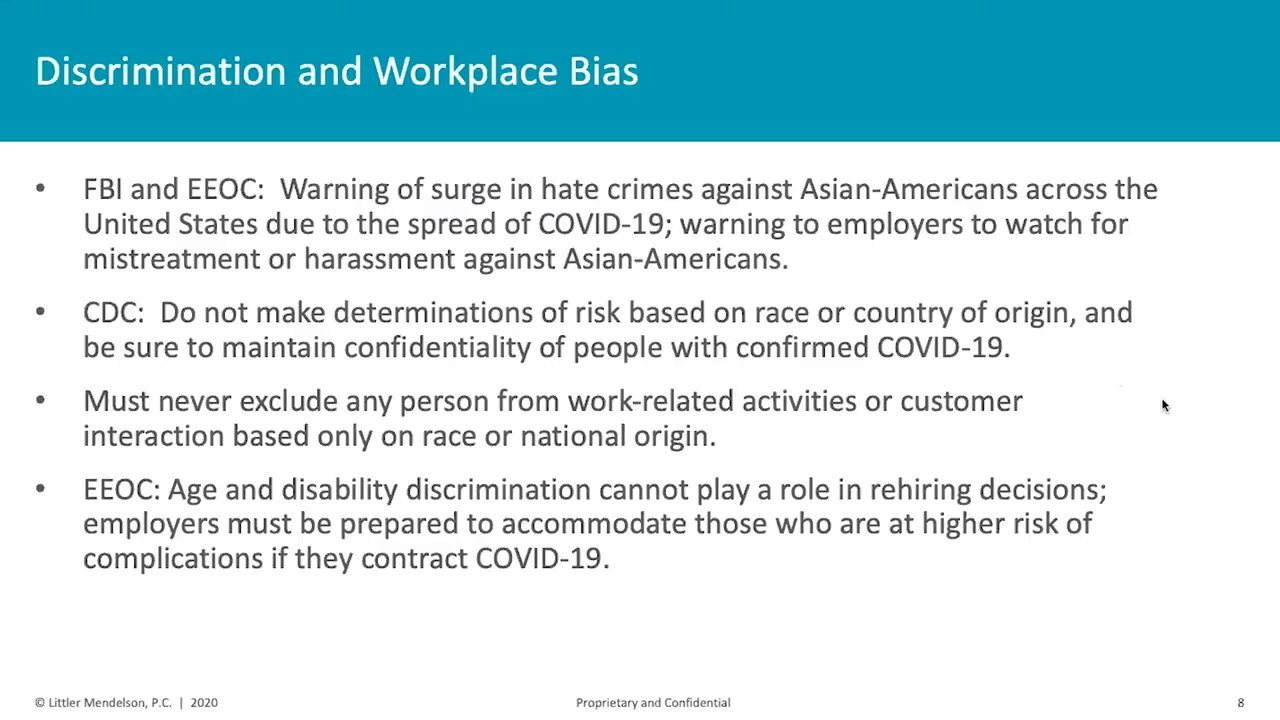 Discrimination and Workplace Bias
• FBI and EEOC:  Warning of surge in hate crimes against Asian-Americans across the
United States due to the spread of COVID-19; warning to employers to watch for
mistreatment or harassment against Asian-Americans.
• CDC:  Do not make determinations of risk based on race or country of origin, and
be sure to maintain confidentiality of people with confirmed COVID-19.
• Must never exclude any person from work-related activities or customer
interaction based only on race or national origin.
• EEOC: Age and disability discrimination cannot play a role in rehiring decisions;
employers must be prepared to accommodate those who are at higher risk of
complications if they contract COVID-19.
© Littler Mendelson, P.C. | 2020 Proprietary and Confidential 8